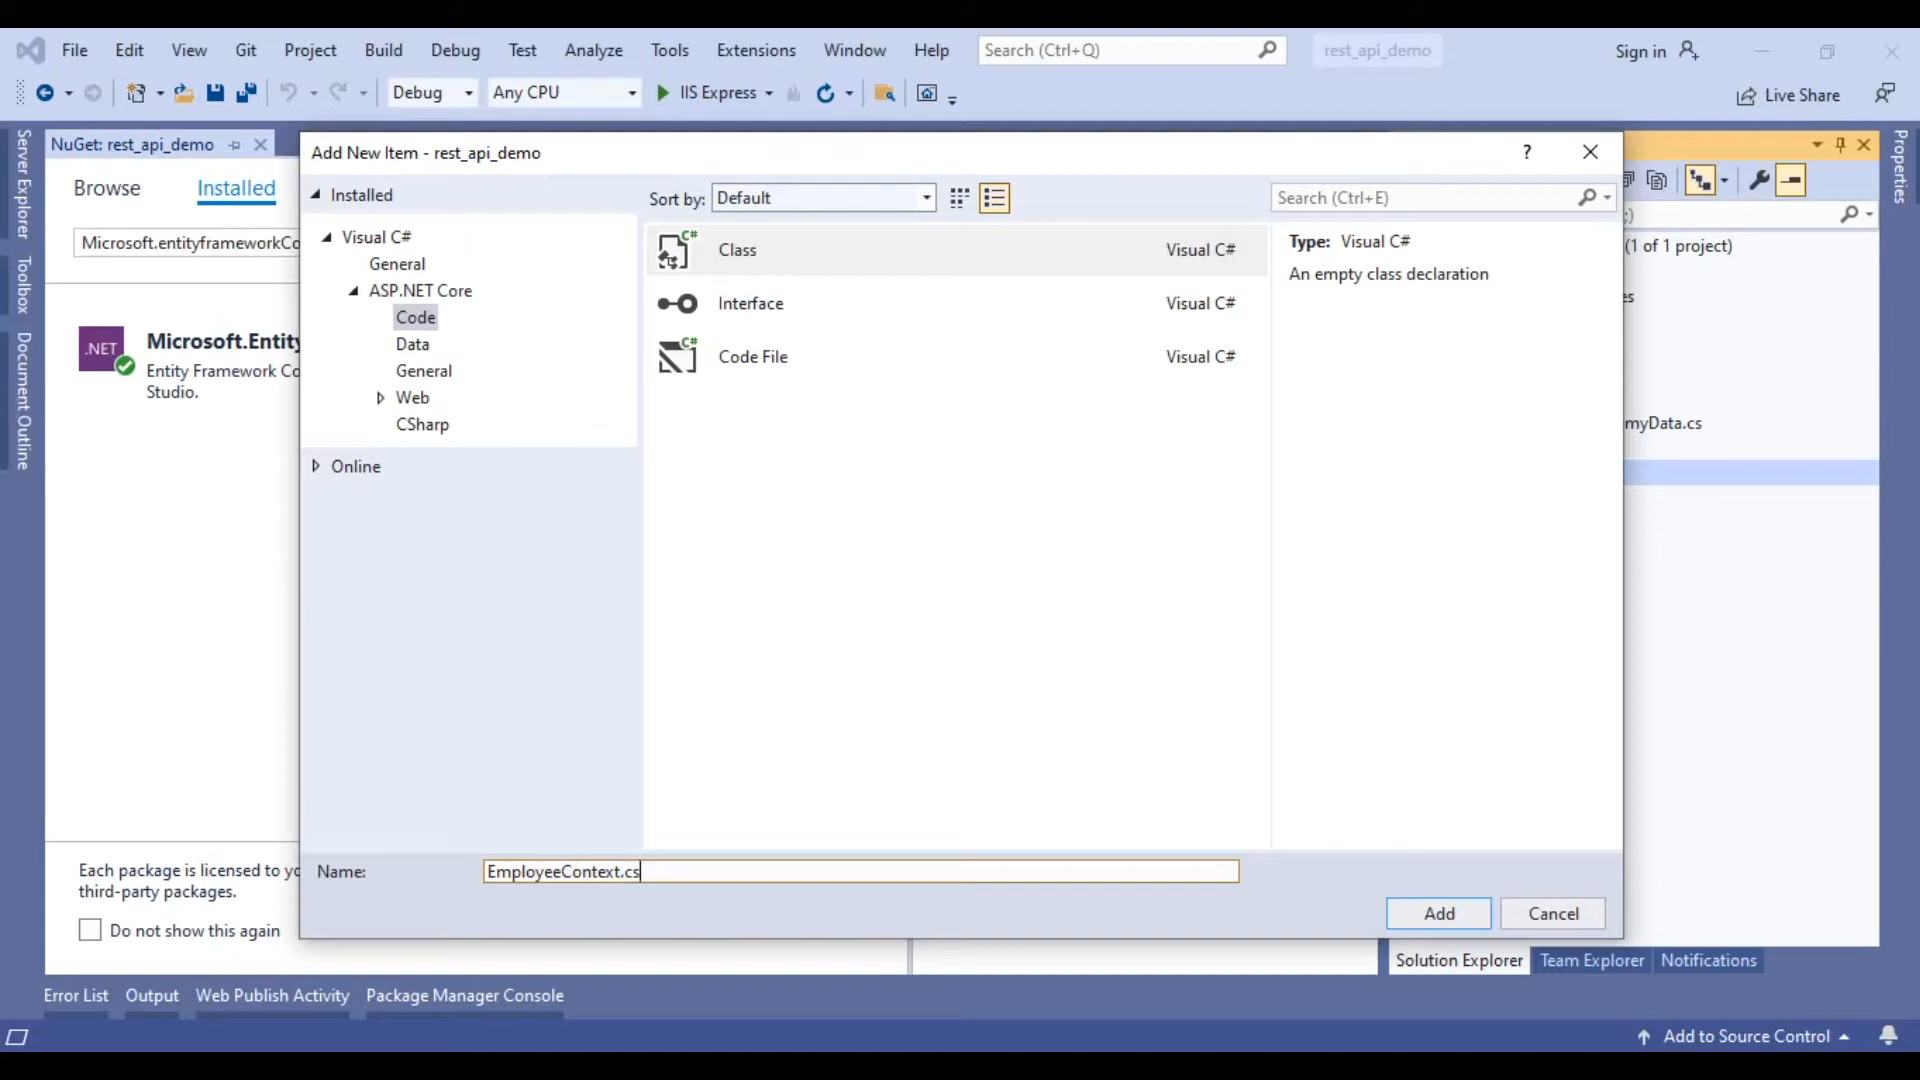 File Edit View Git Project Build Debug Test Analyze Tools Extensions Window Help Search (Ctrl+Q) rest_api_demo Sign in
Debug Any CPU IIS Express Live Share
Server Explorer
Toolbox
Document Outline
NuGet: rest_api_demo
Browse Installed
Microsoft.entityframeworkCo
.NET
Microsoft.Entity
Entity Framework Co
Studio.
Each package is licensed to yo
third-party packages.
Do not show this again
Add New Item - rest_api_demo ?
Installed
Visual C#
General
ASP.NET Core
Code
Data
General
Web
CSharp
Online
Sort by: Default
C# Class Visual C#
Interface Visual C#
C# Code File Visual C#
Search (Ctrl+E)
Type: Visual C#
An empty class declaration
Name: EmployeeContext.cs
Add Cancel
;)
(1 of 1 project)
es
myData.cs
Properties
Solution Explorer Team Explorer Notifications
Error List Output Web Publish Activity Package Manager Console
Add to Source Control